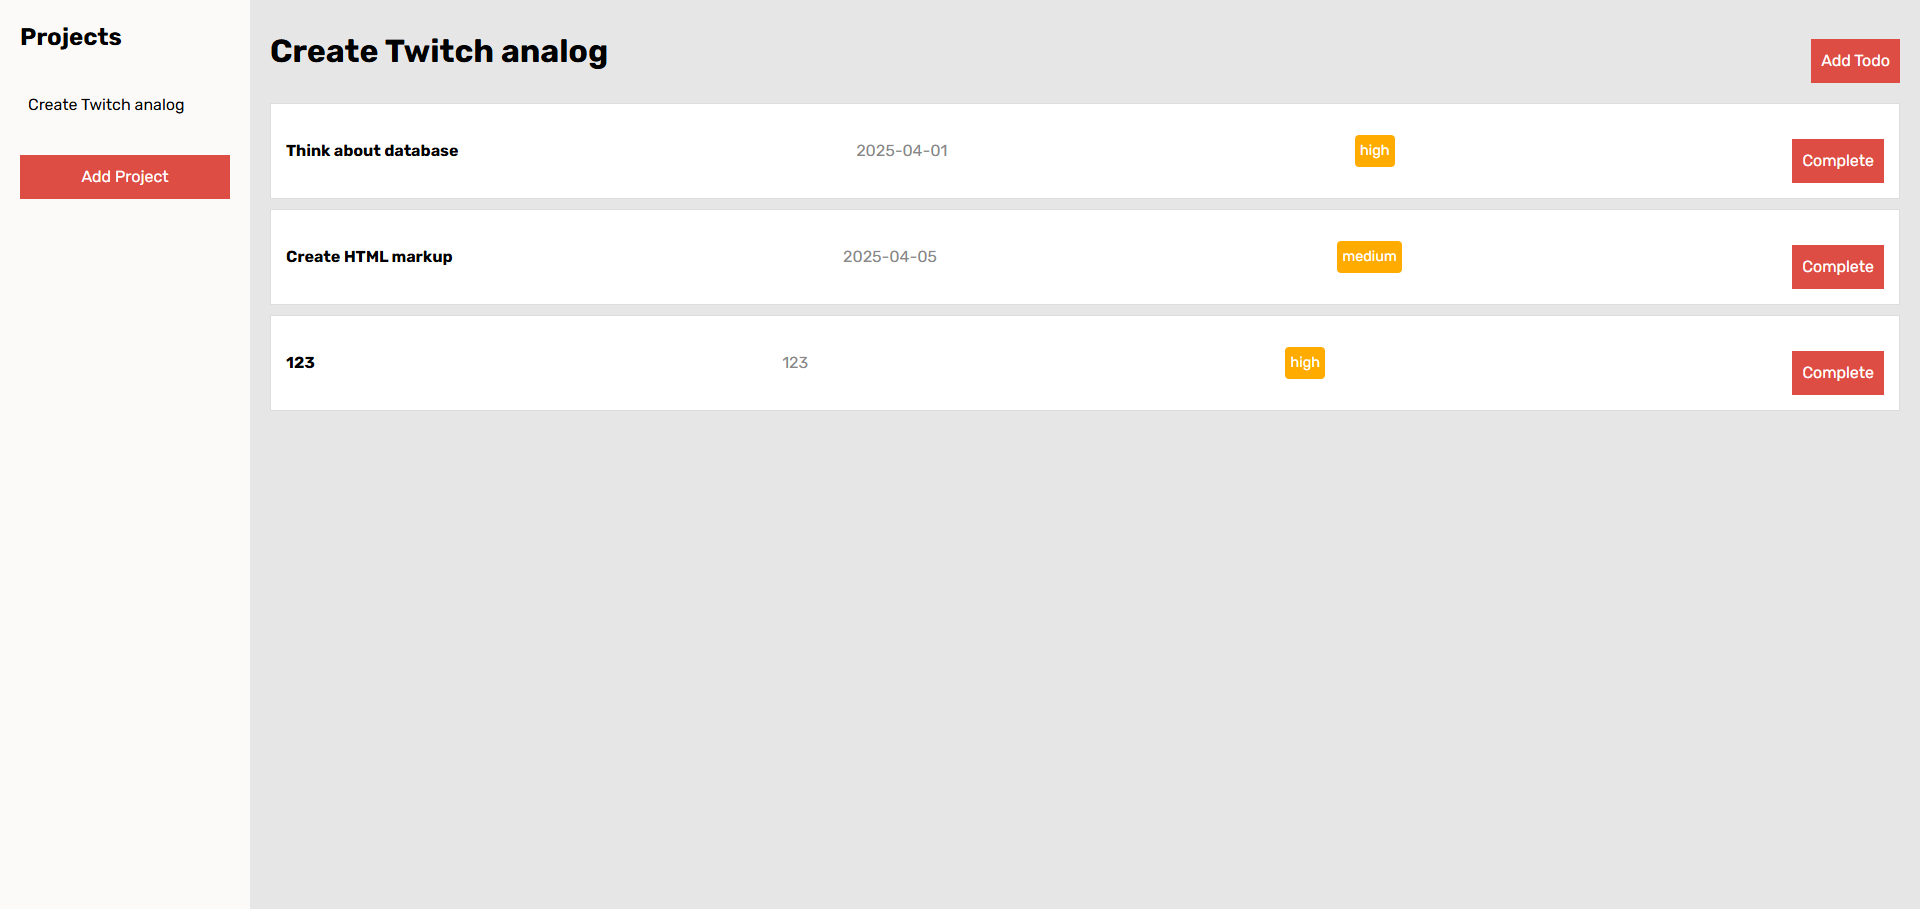 Projects
Create Twitch analog
Add Project
Create Twitch analog
Add Todo
Think about database 2025-04-01 high Complete
Create HTML markup 2025-04-05 medium Complete
123 123 high Complete